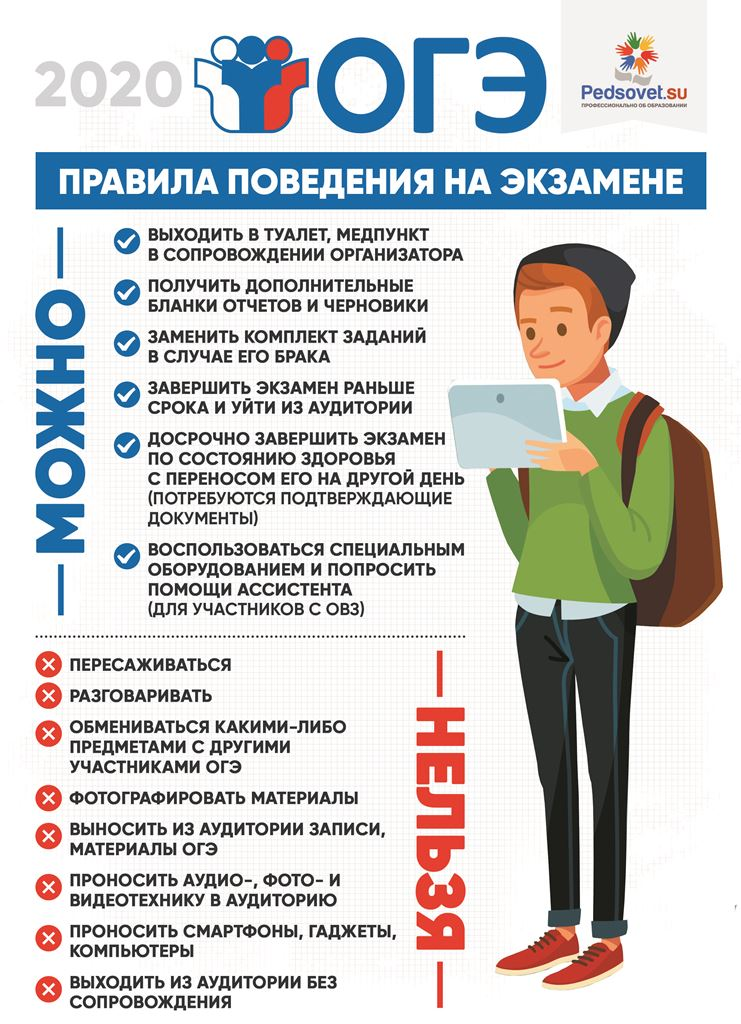 2020
ОГЭ
Pedsovet.su
ПРОФЕССИОНАЛЬНО ОБ ОБРАЗОВАНИИ
ПРАВИЛА ПОВЕДЕНИЯ НА ЭКЗАМЕНЕ
МОЖНО
ВЫХОДИТЬ В ТУАЛЕТ, МЕДПУНКТ
В СОПРОВОЖДЕНИИ ОРГАНИЗАТОРА
ПОЛУЧИТЬ ДОПОЛНИТЕЛЬНЫЕ
БЛАНКИ ОТЧЕТОВ И ЧЕРНОВИКИ
ЗАМЕНИТЬ КОМПЛЕКТ ЗАДАНИЙ
В СЛУЧАЕ ЕГО БРАКА
ЗАВЕРШИТЬ ЭКЗАМЕН РАНЬШЕ
СРОКА И УЙТИ ИЗ АУДИТОРИИ
ДОСРОЧНО ЗАВЕРШИТЬ ЭКЗАМЕН
ПО СОСТОЯНИЮ ЗДОРОВЬЯ
С ПЕРЕНОСОМ ЕГО НА ДРУГОЙ ДЕНЬ
(ПОТРЕБУЮТСЯ ПОДТВЕРЖДАЮЩИЕ
ДОКУМЕНТЫ)
ВОСПОЛЬЗОВАТЬСЯ СПЕЦИАЛЬНЫМ
ОБОРУДОВАНИЕМ И ПОПРОСИТЬ
ПОМОЩИ АССИСТЕНТА
(ДЛЯ УЧАСТНИКОВ С ОВЗ)
НЕЛЬЗЯ
ПЕРЕСАЖИВАТЬСЯ
РАЗГОВАРИВАТЬ
ОБМЕНИВАТЬСЯ КАКИМИ-ЛИБО
ПРЕДМЕТАМИ С ДРУГИМИ
УЧАСТНИКАМИ ОГЭ
ФОТОГРАФИРОВАТЬ МАТЕРИАЛЫ
ВЫНОСИТЬ ИЗ АУДИТОРИИ ЗАПИСИ,
МАТЕРИАЛЫ ОГЭ
ПРОНОСИТЬ АУДИО-, ФОТО- И
ВИДЕОТЕХНИКУ В АУДИТОРИЮ
ПРОНОСИТЬ СМАРТФОНЫ, ГАДЖЕТЫ,
КОМПЬЮТЕРЫ
ВЫХОДИТЬ ИЗ АУДИТОРИИ БЕЗ
СОПРОВОЖДЕНИЯ